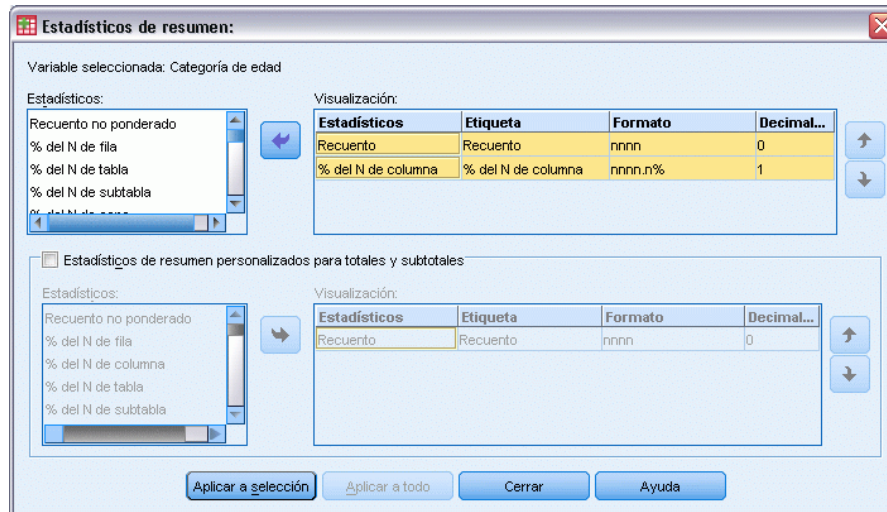 Estadísticos de resumen:
Variable seleccionada: Categoría de edad
Estadísticos:
Recuento no ponderado
% del N de fila
% del N de tabla
% del N de subtabla
Visualización:
Estadísticos Etiqueta Formato Decimal...
Recuento Recuento nnnn 0
% del N de columna % del N de columna nnnn.n% 1
Estadísticos de resumen personalizados para totales y subtotales
Estadísticos:
Recuento no ponderado
% del N de fila
% del N de columna
% del N de tabla
% del N de subtabla
Visualización:
Estadísticos Etiqueta Formato Decimal...
Recuento Recuento nnnn 0
Aplicar a selección Aplicar a todo Cerrar Ayuda